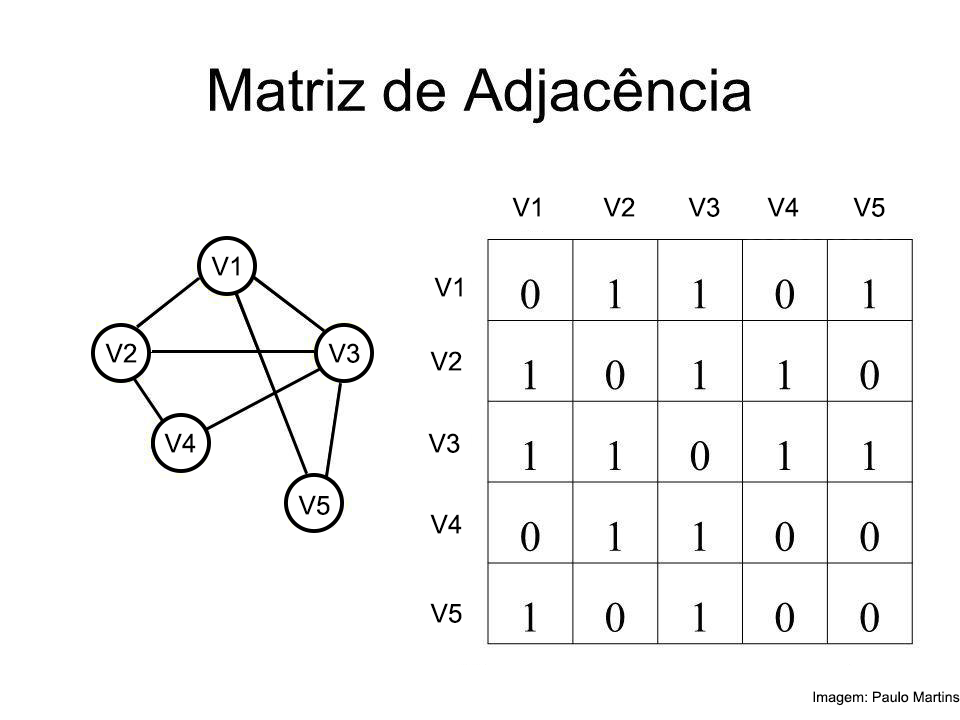 Matriz de Adjacência
V1
V2
V3
V4
V5
V1 V2 V3 V4 V5
V1 0 1 1 0 1
V2 1 0 1 1 0
V3 1 1 0 1 1
V4 0 1 1 0 0
V5 1 0 1 0 0
Imagem: Paulo Martins